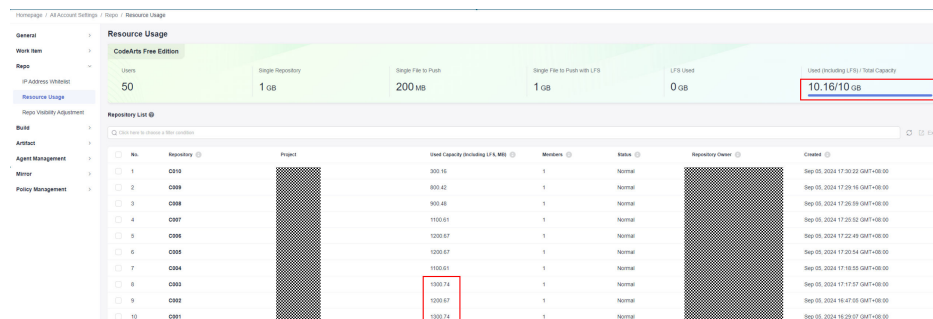 Homepage / All Account Settings / Repo / Resource Usage
General
Work Item
Repo
IP Address Whitelist
Resource Usage
Repo Visibility Adjustment
Build
Artifact
Agent Management
Mirror
Policy Management
Resource Usage
CodeArts Free Edition
Users Single Repository Single File to Push Single File to Push with LFS LFS Used Used (Including LFS) / Total Capacity
50 1 GB 200 MB 1 GB 0 GB 10.16/10 GB
Repository List
Click here to choose a filter condition
No. Repository Project Used Capacity (Including LFS, MB) Members Status Repository Owner Created
1 C010 300.16 1 Normal Sep 05, 2024 17:30:22 GMT+08:00
2 C009 800.42 1 Normal Sep 05, 2024 17:29:16 GMT+08:00
3 C008 900.48 1 Normal Sep 05, 2024 17:26:59 GMT+08:00
4 C007 1100.61 1 Normal Sep 05, 2024 17:25:52 GMT+08:00
5 C006 1200.67 1 Normal Sep 05, 2024 17:22:49 GMT+08:00
6 C005 1200.67 1 Normal Sep 05, 2024 17:20:54 GMT+08:00
7 C004 1100.61 1 Normal Sep 05, 2024 17:18:55 GMT+08:00
8 C003 1300.74 1 Normal Sep 05, 2024 17:17:57 GMT+08:00
9 C002 1200.67 1 Normal Sep 05, 2024 16:47:05 GMT+08:00
10 C001 1300.74 1 Normal Sep 05, 2024 16:29:07 GMT+08:00